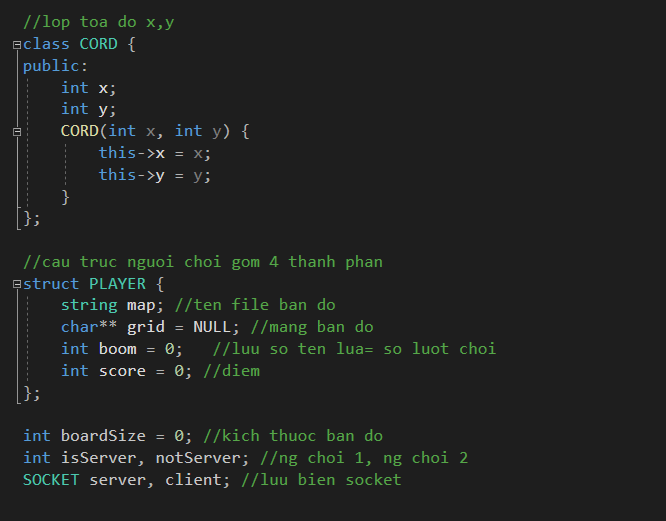 //lop toa do x,y
class CORD {
public:
    int x;
    int y;
    CORD(int x, int y) {
        this->x = x;
        this->y = y;
    }
};

//cau truc nguoi choi gom 4 thanh phan
struct PLAYER {
    string map; //ten file ban do
    char** grid = NULL; //mang ban do
    int boom = 0;   //luu so ten lua= so luot choi
    int score = 0; //diem
};

int boardSize = 0; //kich thuoc ban do
int isServer, notServer; //ng choi 1, ng choi 2
SOCKET server, client; //luu bien socket